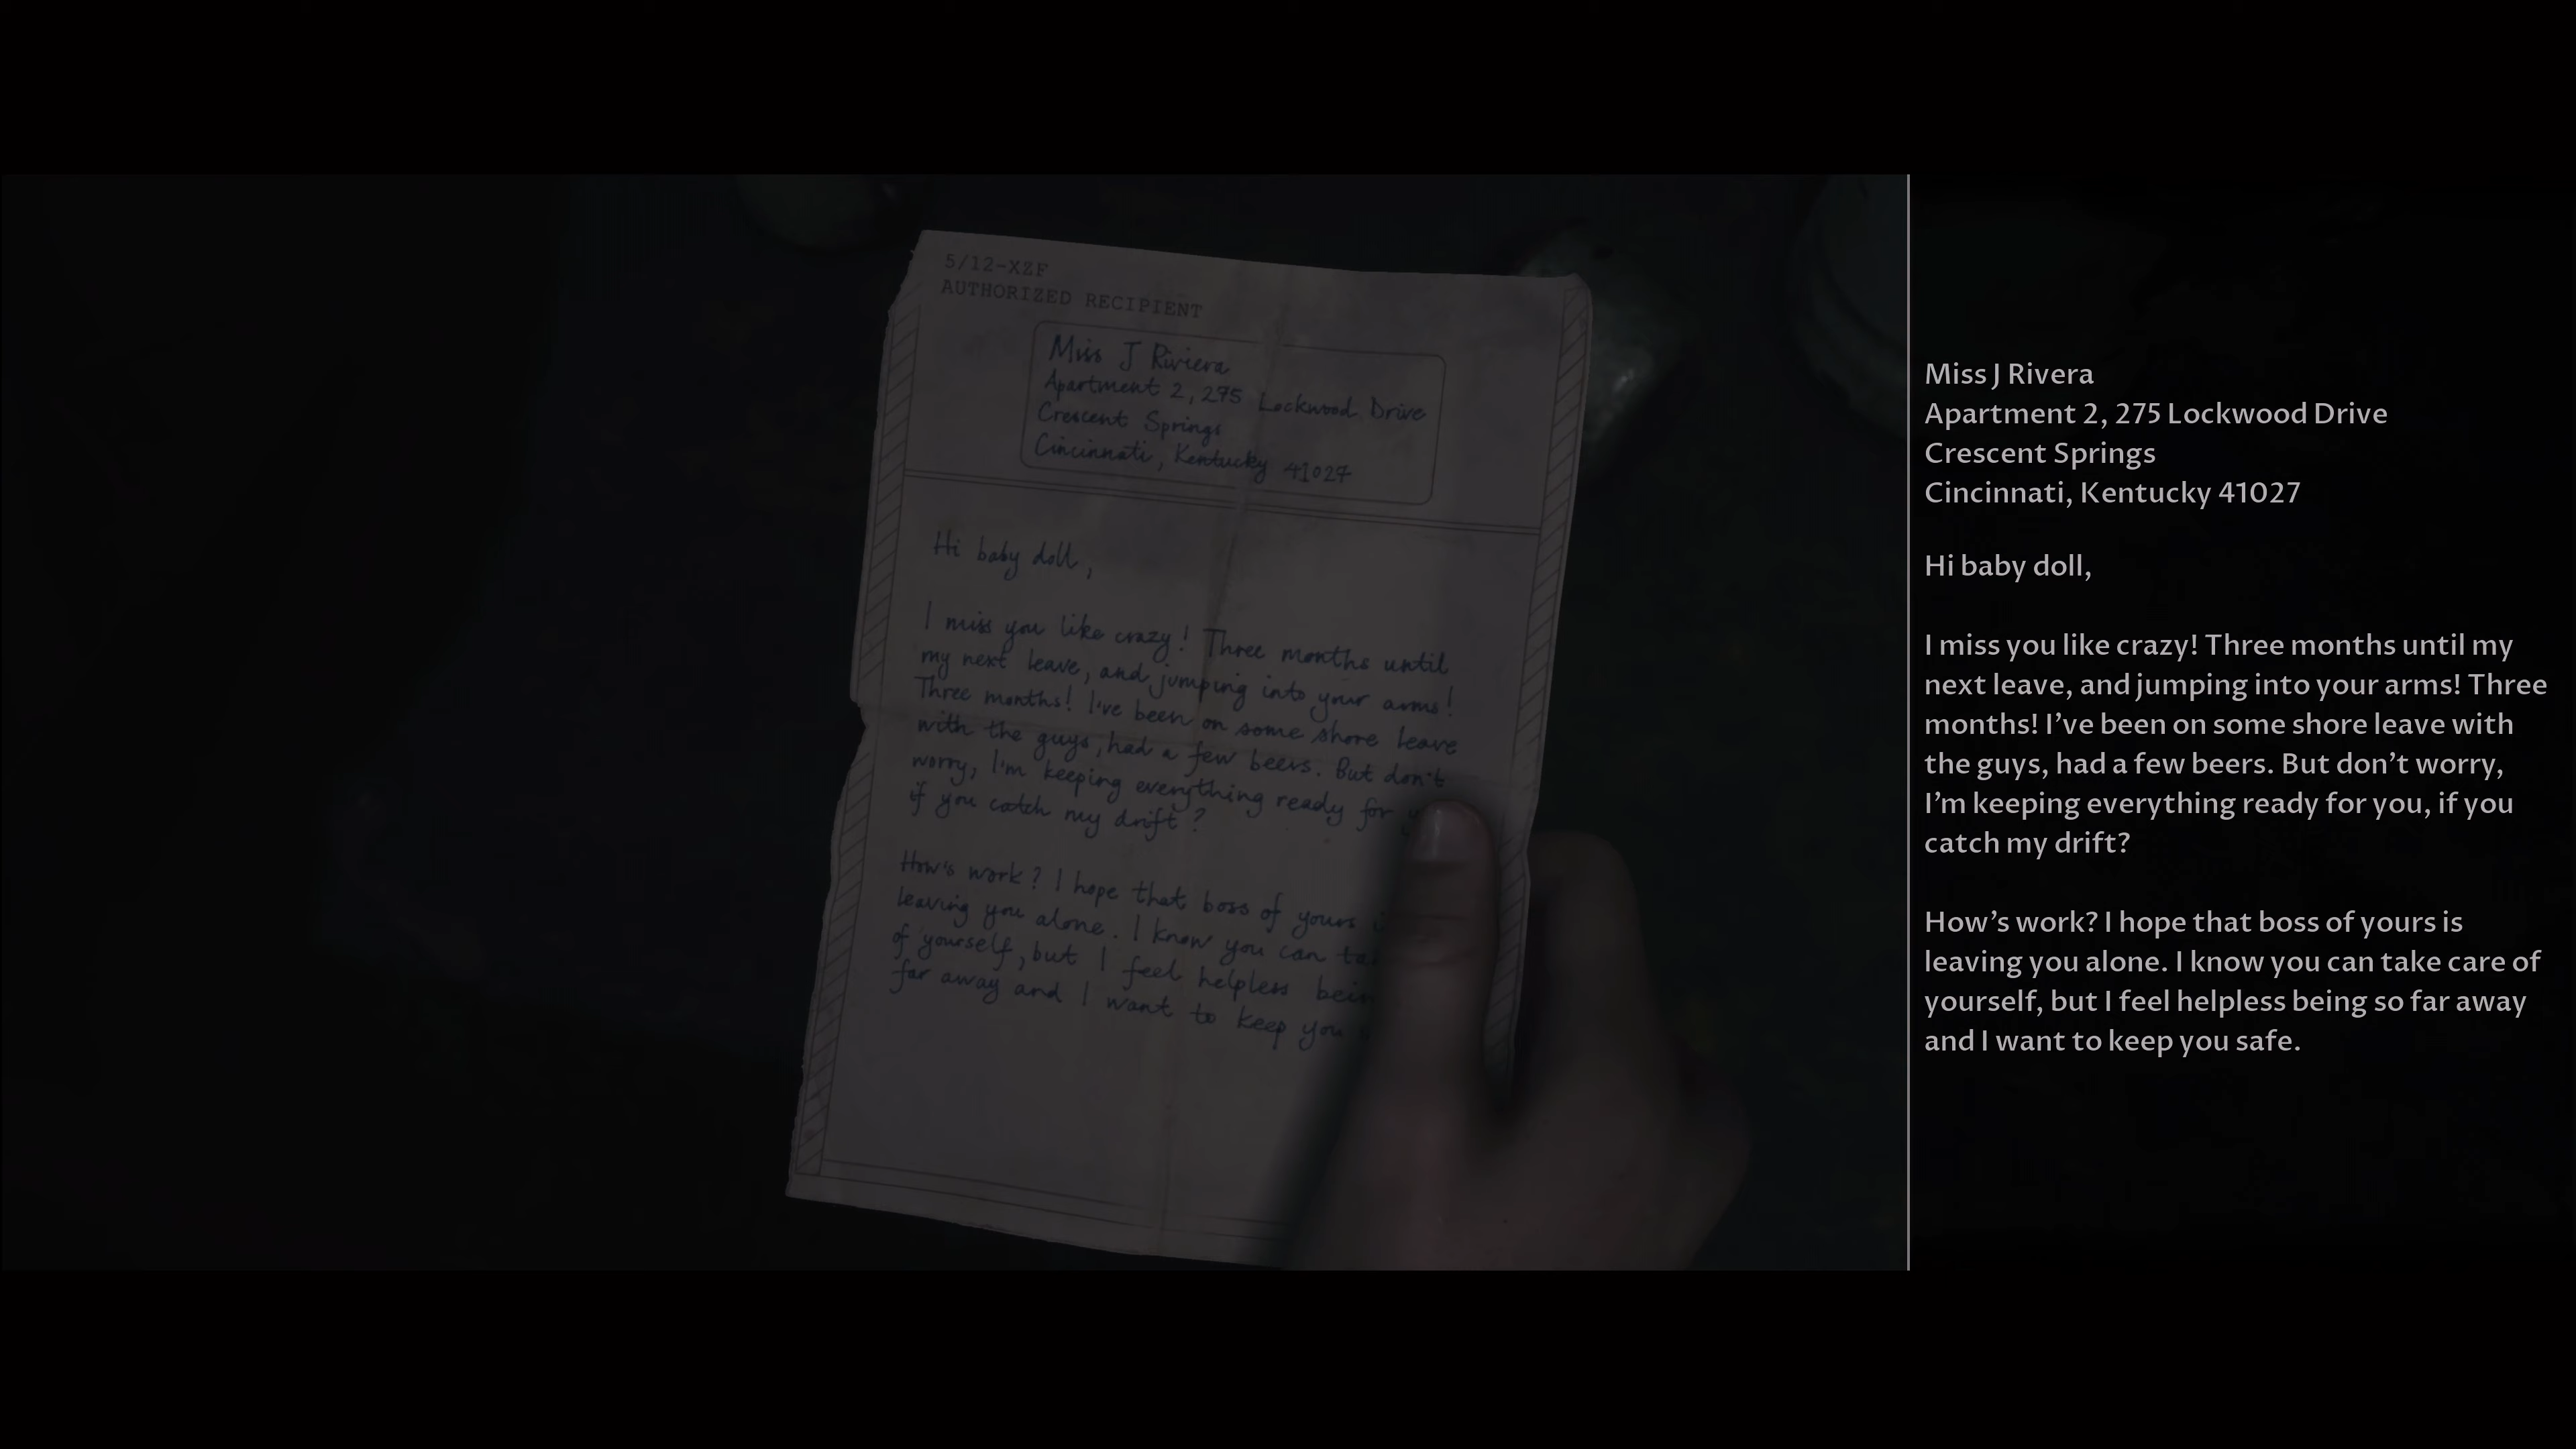 5/12-XZF
AUTHORIZED RECIPIENT
Miss J Riviera
Apartment 2, 275 Lockwood Drive
Crescent Springs
Cincinnati, Kentucky 41027
Hi baby doll,
I miss you like crazy! Three months until
my next leave, and jumping into your arms!
Three months! I've been on some shore leave
with the guys, had a few beers. But don't
worry, I'm keeping everything ready for
if you catch my drift?
How's work? I hope that boss of yours
leaving you alone. I know you can
of yourself, but I feel helpless
far away and I want to keep you
Miss J Rivera
Apartment 2, 275 Lockwood Drive
Crescent Springs
Cincinnati, Kentucky 41027
Hi baby doll,
I miss you like crazy! Three months until my
next leave, and jumping into your arms! Three
months! I've been on some shore leave with
the guys, had a few beers. But don't worry,
I'm keeping everything ready for you, if you
catch my drift?
How's work? I hope that boss of yours is
leaving you alone. I know you can take care of
yourself, but I feel helpless being so far away
and I want to keep you safe.